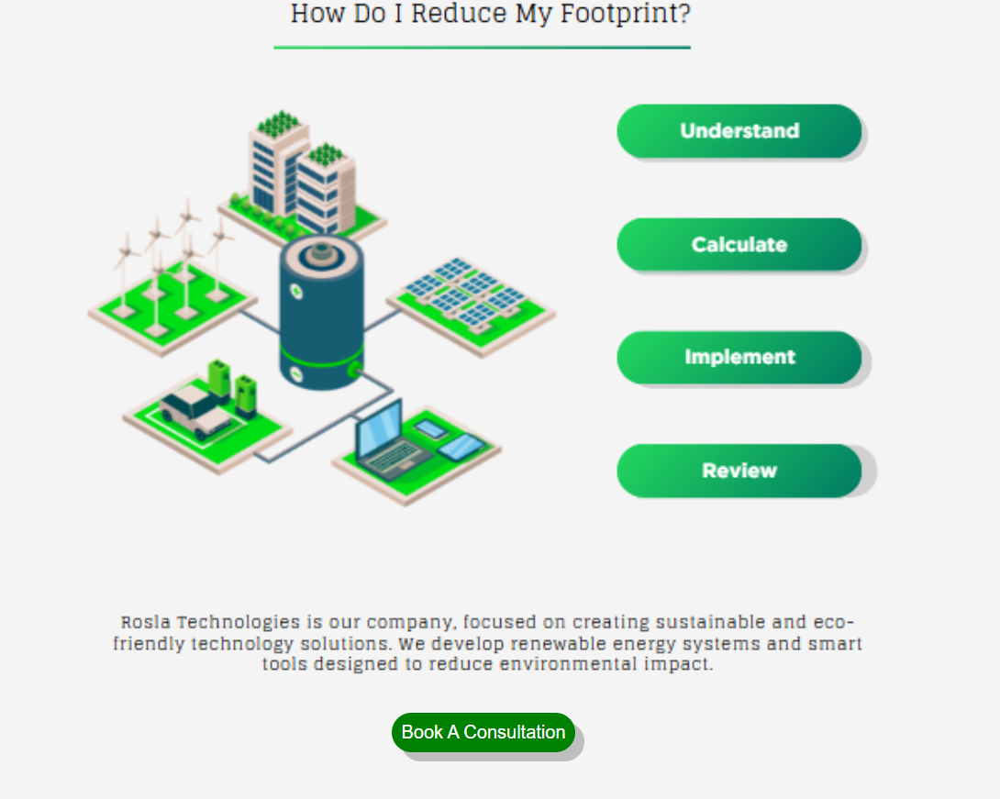 How Do I Reduce My Footprint?
Understand
Calculate
Implement
Review
Rosla Technologies is our company, focused on creating sustainable and eco-
friendly technology solutions. We develop renewable energy systems and smart
tools designed to reduce environmental impact.
Book A Consultation